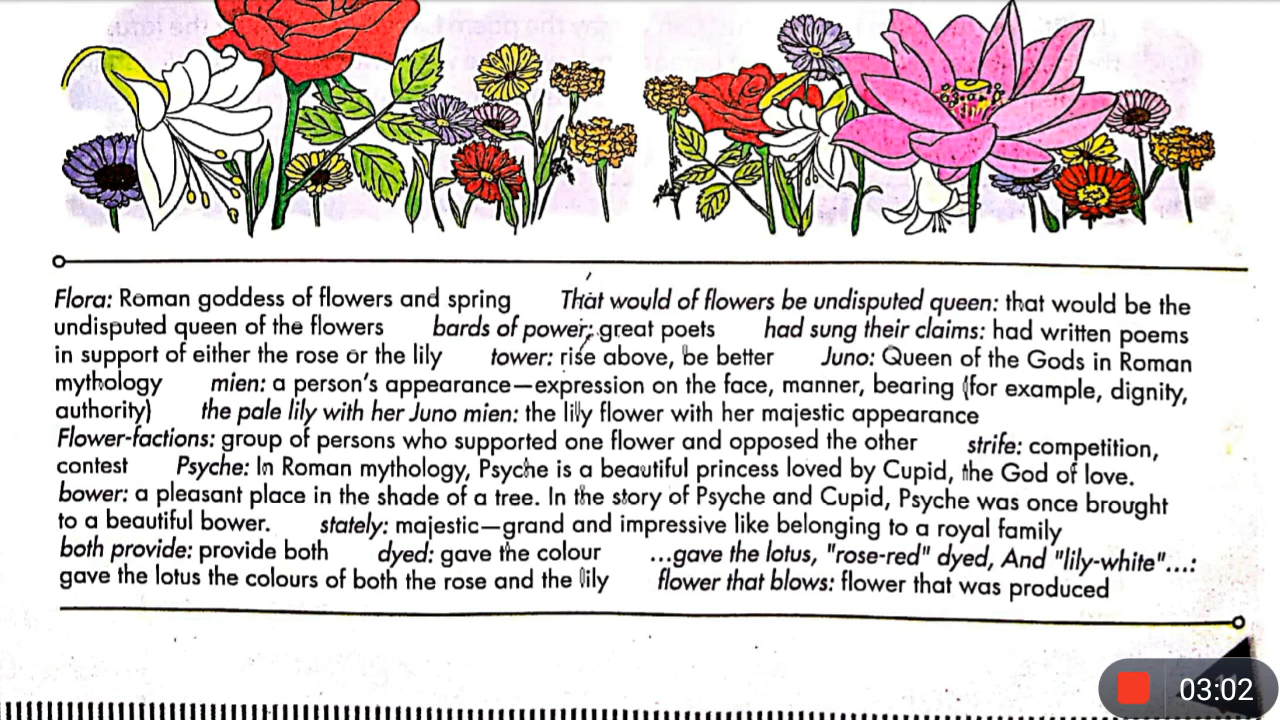 Flora: Roman goddess of flowers and spring That would of flowers be undisputed queen: that would be the
undisputed queen of the flowers bards of power: great poets had sung their claims: had written poems
in support of either the rose or the lily tower: rise above, be better Juno: Queen of the Gods in Roman
mythology mien: a person's appearance—expression on the face, manner, bearing (for example, dignity,
authority) the pale lily with her Juno mien: the lily flower with her majestic appearance
Flower-factions: group of persons who supported one flower and opposed the other strife: competition,
contest Psyche: In Roman mythology, Psyche is a beautiful princess loved by Cupid, the God of love.
bower: a pleasant place in the shade of a tree. In the story of Psyche and Cupid, Psyche was once brought
to a beautiful bower. stately: majestic—grand and impressive like belonging to a royal family
both provide: provide both dyed: gave the colour ...gave the lotus, "rose-red" dyed, And "lily-white"...:
gave the lotus the colours of both the rose and the lily flower that blows: flower that was produced
03:02